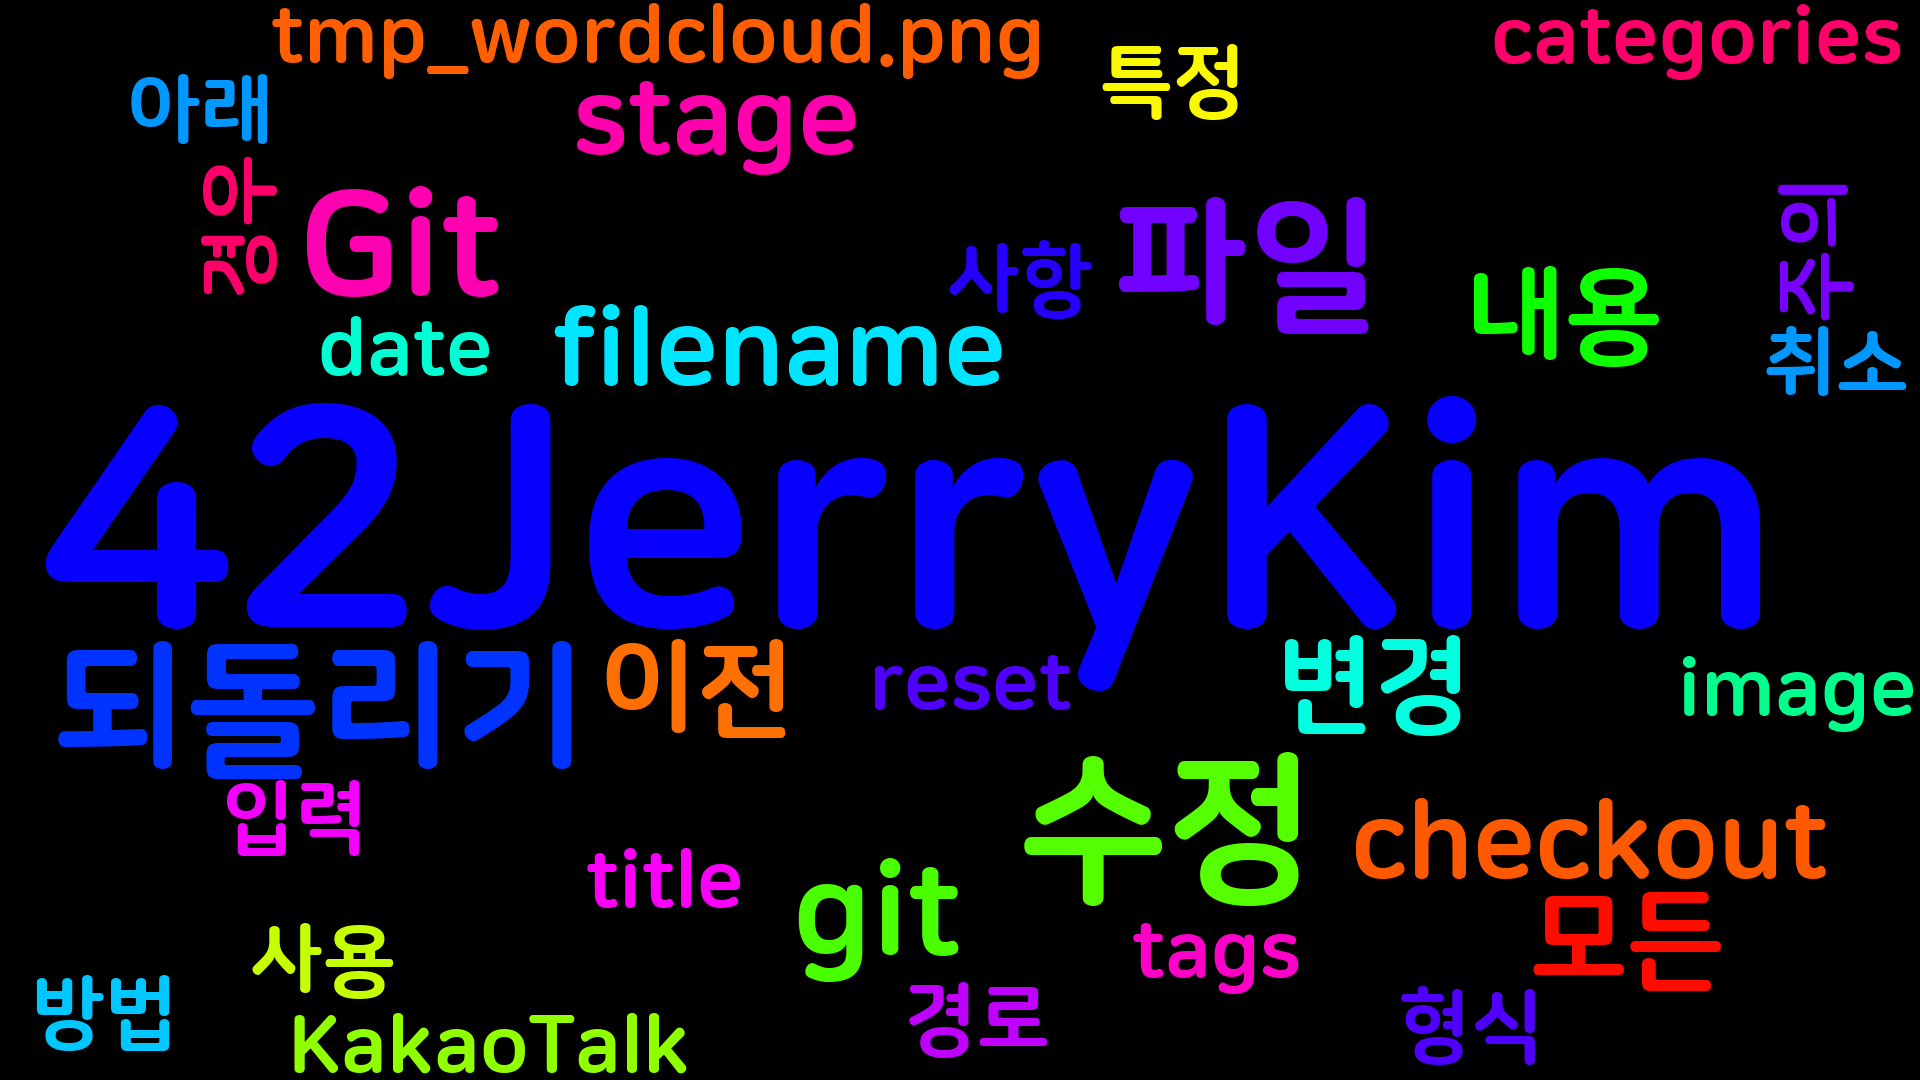 tmp_wordcloud.png
categories
특정
아래
stage
아
겅
Git
파일
이자
사항
내용
date
filename
취소
42JerryKim
되돌리기
이전
reset
변경
image
입력
수정
checkout
title
git
모든
사용
tags
방법
경로
형식
KakaoTalk